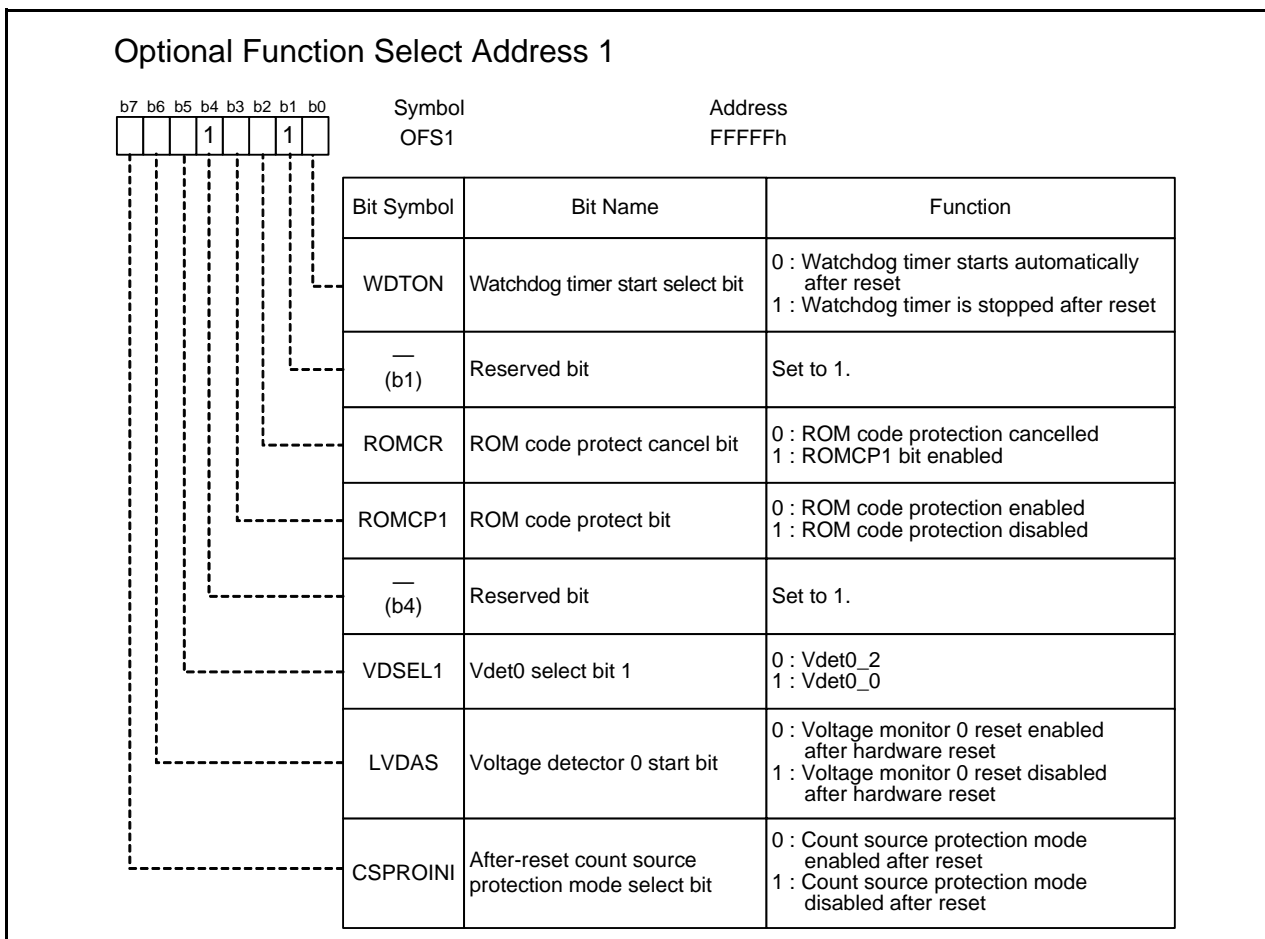 Optional Function Select Address 1
b7 b6 b5 b4 b3 b2 b1 b0
Symbol Address
1 1
OFS1 FFFFFh
Bit Symbol Bit Name Function
WDTON Watchdog timer start select bit
0 : Watchdog timer starts automatically
after reset
1 : Watchdog timer is stopped after reset
—
(b1) Reserved bit Set to 1.
ROMCR ROM code protect cancel bit
0 : ROM code protection cancelled
1 : ROMCP1 bit enabled
ROMCP1 ROM code protect bit
0 : ROM code protection enabled
1 : ROM code protection disabled
—
(b4) Reserved bit Set to 1.
VDSEL1 Vdet0 select bit 1
0 : Vdet0_2
1 : Vdet0_0
LVDAS Voltage detector 0 start bit
0 : Voltage monitor 0 reset enabled
after hardware reset
1 : Voltage monitor 0 reset disabled
after hardware reset
CSPROINI
After-reset count source
protection mode select bit
0 : Count source protection mode
enabled after reset
1 : Count source protection mode
disabled after reset